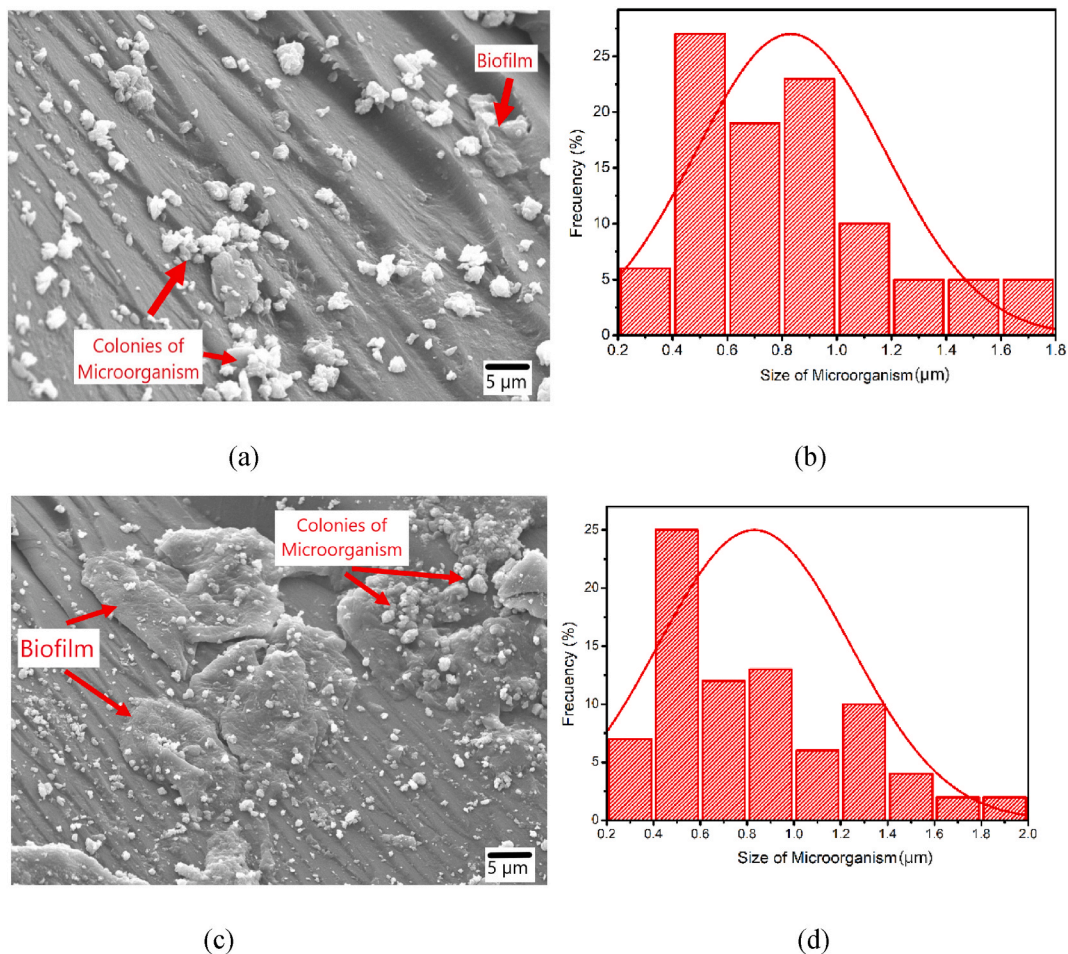 Biofilm
Colonies of
Microorganism
5 μm
(a)
25
20
15
10
5
0
0.2 0.4 0.6 0.8 1.0 1.2 1.4 1.6 1.8
Frecuency (%)
Size of Microorganism (μm)
(b)
Colonies of
Microorganism
Biofilm
5 μm
(c)
25
20
15
10
5
0
0.2 0.4 0.6 0.8 1.0 1.2 1.4 1.6 1.8 2.0
Frecuency (%)
Size of Microorganism (μm)
(d)